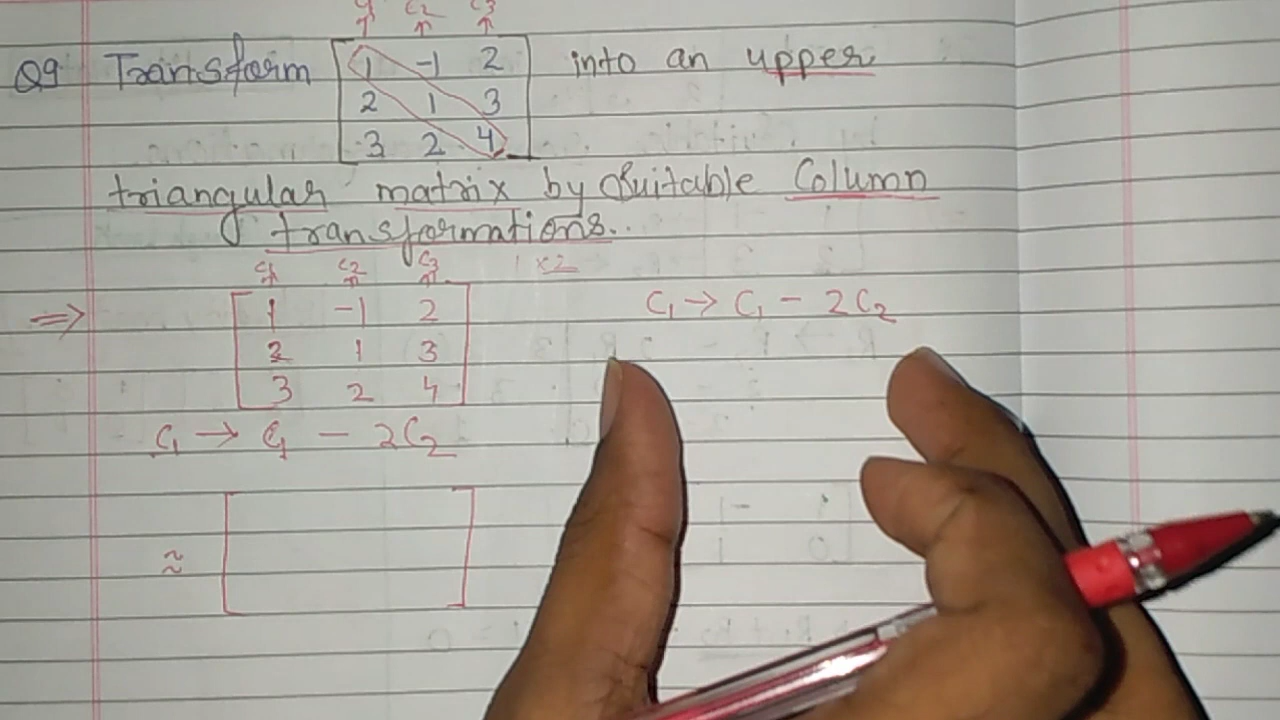 C1 C2 C3
↑ ↑ ↑
Q9 Transform [1 -1 2 into an upper
2 1 3
3 2 4]
triangular matrix by Suitable Column
transformations.
C1 C2 C3 1×2
⇒ [1 -1 2 C1 → C1 - 2C2
2 1 3
3 2 4]
C1 → C1 - 2C2
≈ [ ]